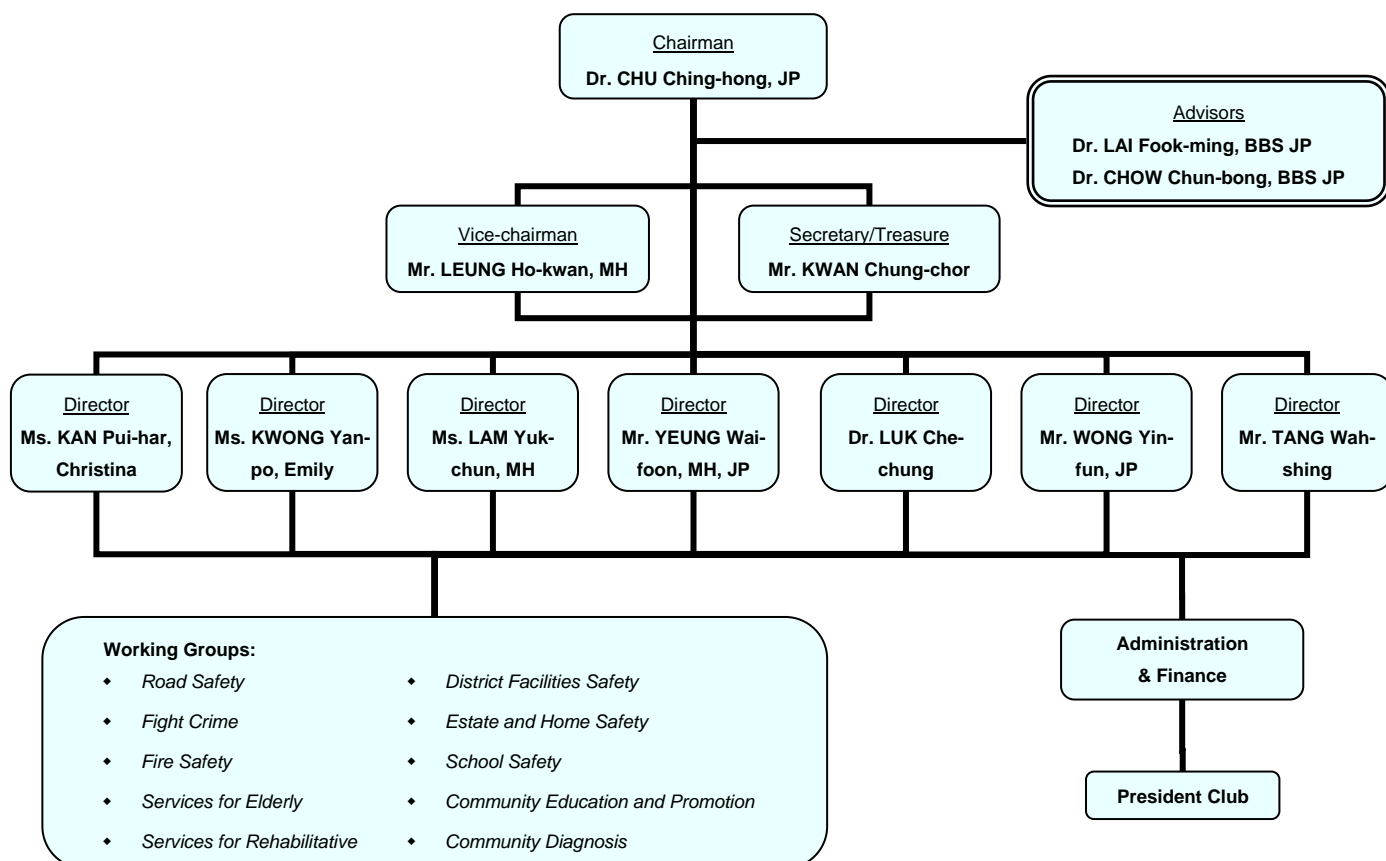 Chairman
Dr. CHU Ching-hong, JP
Advisors
Dr. LAI Fook-ming, BBS JP
Dr. CHOW Chun-bong, BBS JP
Vice-chairman
Mr. LEUNG Ho-kwan, MH
Secretary/Treasure
Mr. KWAN Chung-chor
Director
Ms. KAN Pui-har,
Christina
Director
Ms. KWONG Yan-
po, Emily
Director
Ms. LAM Yuk-
chun, MH
Director
Mr. YEUNG Wai-
foon, MH, JP
Director
Dr. LUK Che-
chung
Director
Mr. WONG Yin-
fun, JP
Director
Mr. TANG Wah-
shing
Working Groups:
⬥ Road Safety
⬥ Fight Crime
⬥ Fire Safety
⬥ Services for Elderly
⬥ Services for Rehabilitative
⬥ District Facilities Safety
⬥ Estate and Home Safety
⬥ School Safety
⬥ Community Education and Promotion
⬥ Community Diagnosis
Administration
& Finance
President Club